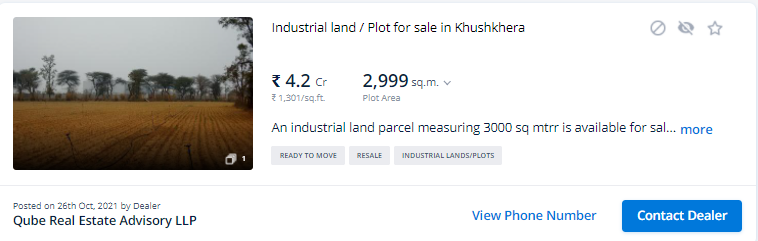 Industrial land / Plot for sale in Khushkhera
₹ 4.2 Cr
₹ 1,301/sq.ft.
2,999 sq.m.
Plot Area
An industrial land parcel measuring 3000 sq mtrr is available for sal... more
READY TO MOVE
RESALE
INDUSTRIAL LANDS/PLOTS
1
Posted on 26th Oct, 2021 by Dealer
Qube Real Estate Advisory LLP
View Phone Number
Contact Dealer